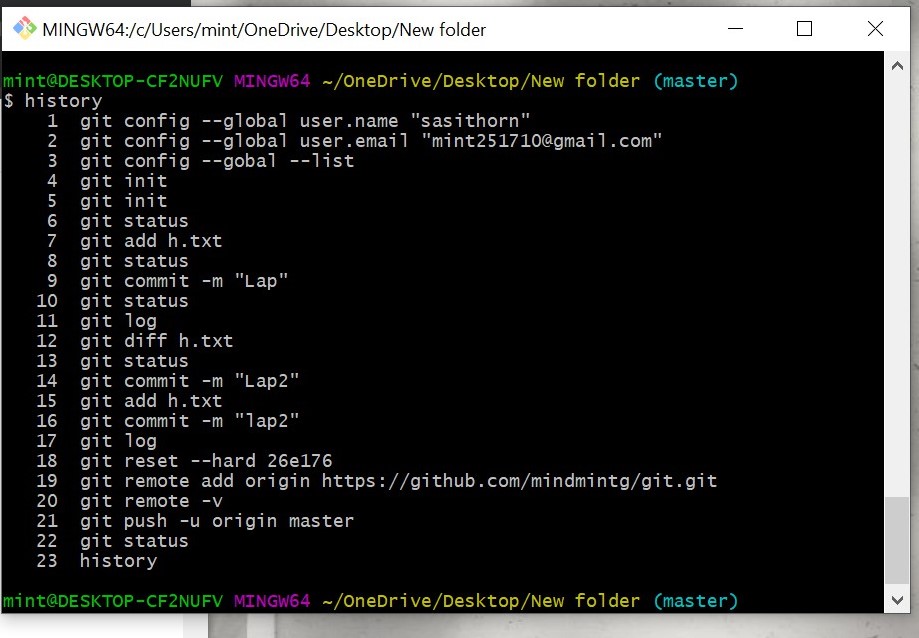 MINGW64:/c/Users/mint/OneDrive/Desktop/New folder
mint@DESKTOP-CF2NUFV MINGW64 ~/OneDrive/Desktop/New folder (master)
$ history
1 git config --global user.name "sasithorn"
2 git config --global user.email "mint251710@gmail.com"
3 git config --gobal --list
4 git init
5 git init
6 git status
7 git add h.txt
8 git status
9 git commit -m "Lap"
10 git status
11 git log
12 git diff h.txt
13 git status
14 git commit -m "Lap2"
15 git add h.txt
16 git commit -m "lap2"
17 git log
18 git reset --hard 26e176
19 git remote add origin https://github.com/mindmintg/git.git
20 git remote -v
21 git push -u origin master
22 git status
23 history
mint@DESKTOP-CF2NUFV MINGW64 ~/OneDrive/Desktop/New folder (master)